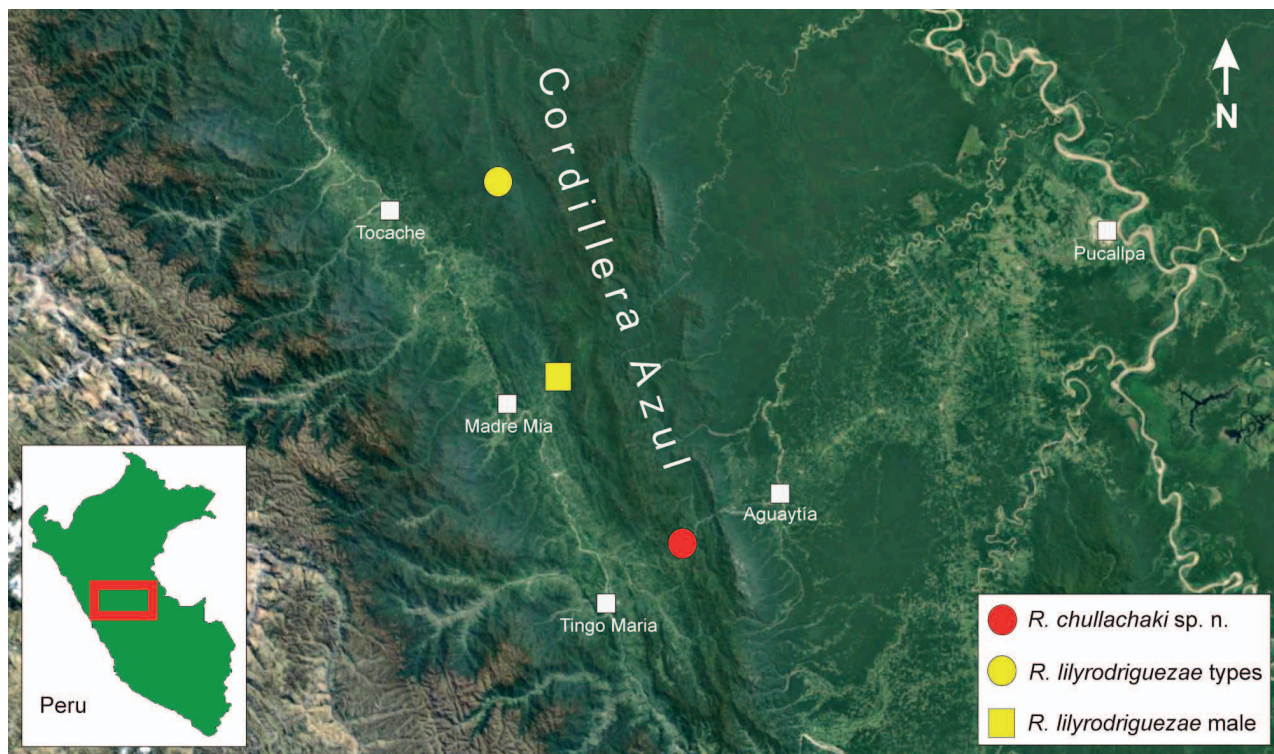 Cordillera Azul
N
Tocache
Pucallpa
Madre Mia
Aguaytía
Tingo Maria
Peru
R. chullachaki sp. n.
R. lilyrodriguezae types
R. lilyrodriguezae male